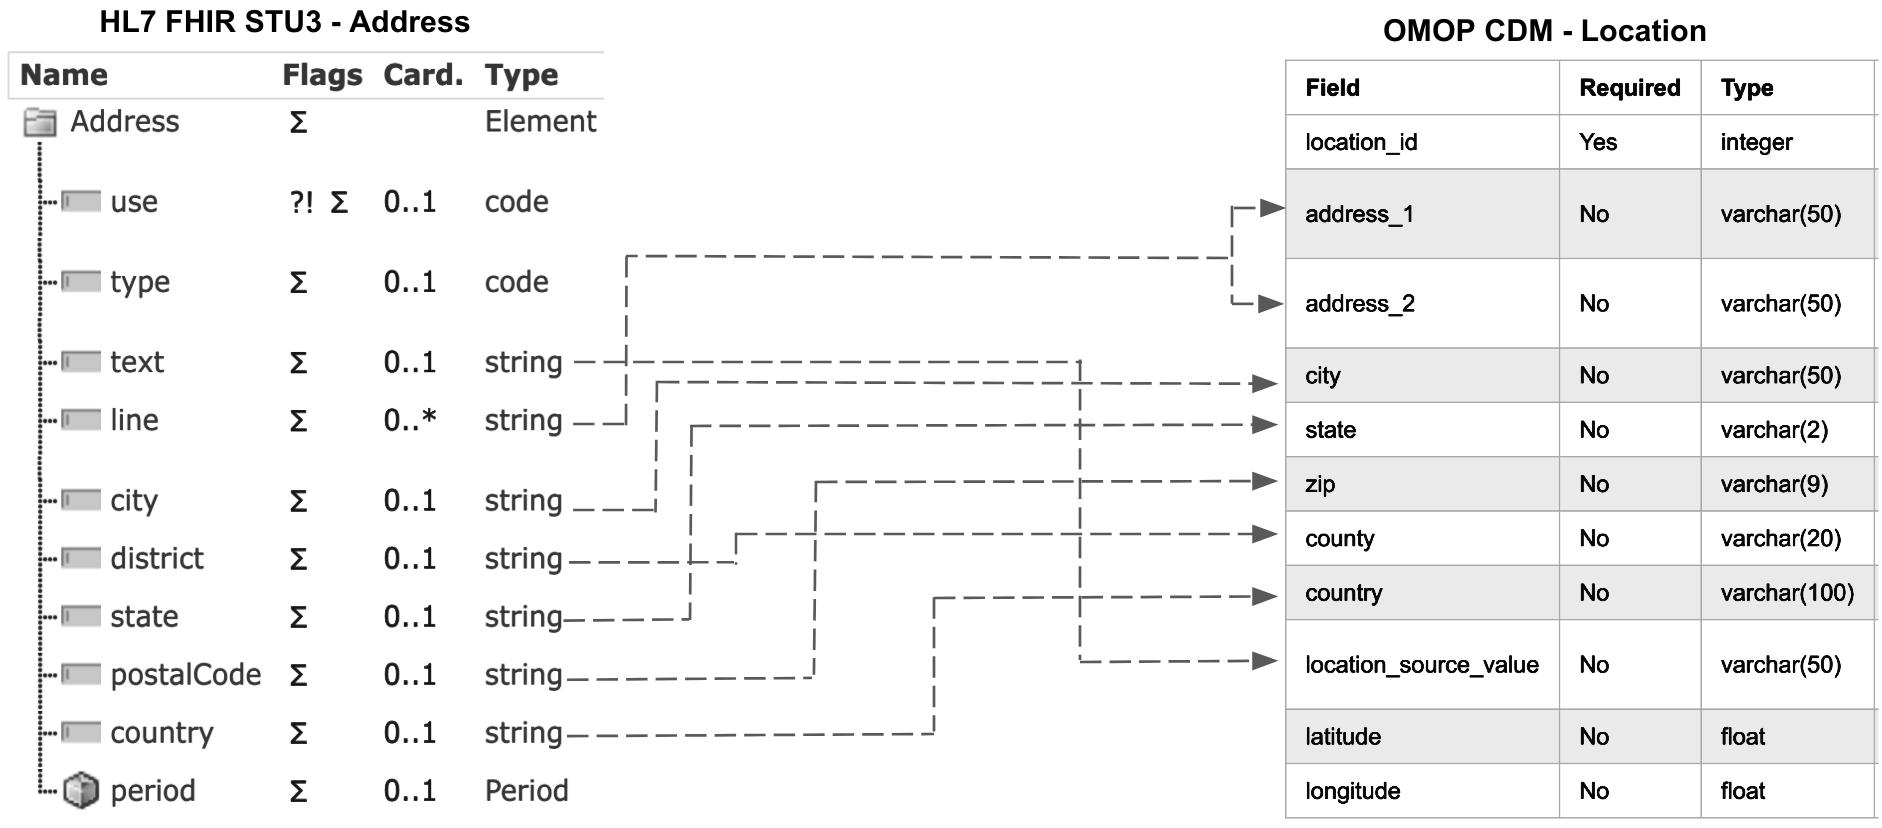 HL7 FHIR STU3 - Address
Name Flags Card. Type
Address Σ Element
use ?! Σ 0..1 code
type Σ 0..1 code
text Σ 0..1 string
line Σ 0..* string
city Σ 0..1 string
district Σ 0..1 string
state Σ 0..1 string
postalCode Σ 0..1 string
country Σ 0..1 string
period Σ 0..1 Period
OMOP CDM - Location
Field Required Type
location_id Yes integer
address_1 No varchar(50)
address_2 No varchar(50)
city No varchar(50)
state No varchar(2)
zip No varchar(9)
county No varchar(20)
country No varchar(100)
location_source_value No varchar(50)
latitude No float
longitude No float